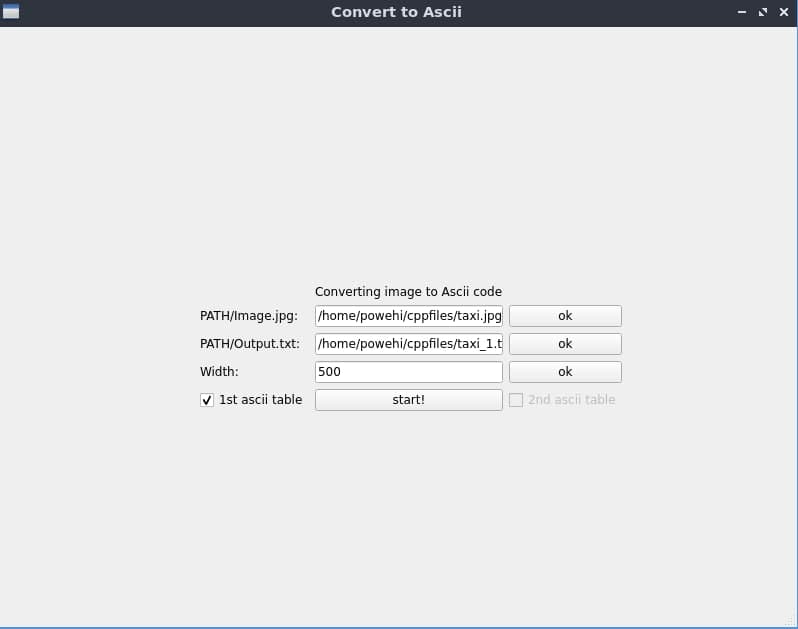 Convert to Ascii
Converting image to Ascii code
PATH/Image.jpg: /home/powehi/cppfiles/taxi.jpg ok
PATH/Output.txt: /home/powehi/cppfiles/taxi_1.t ok
Width: 500 ok
1st ascii table start! 2nd ascii table